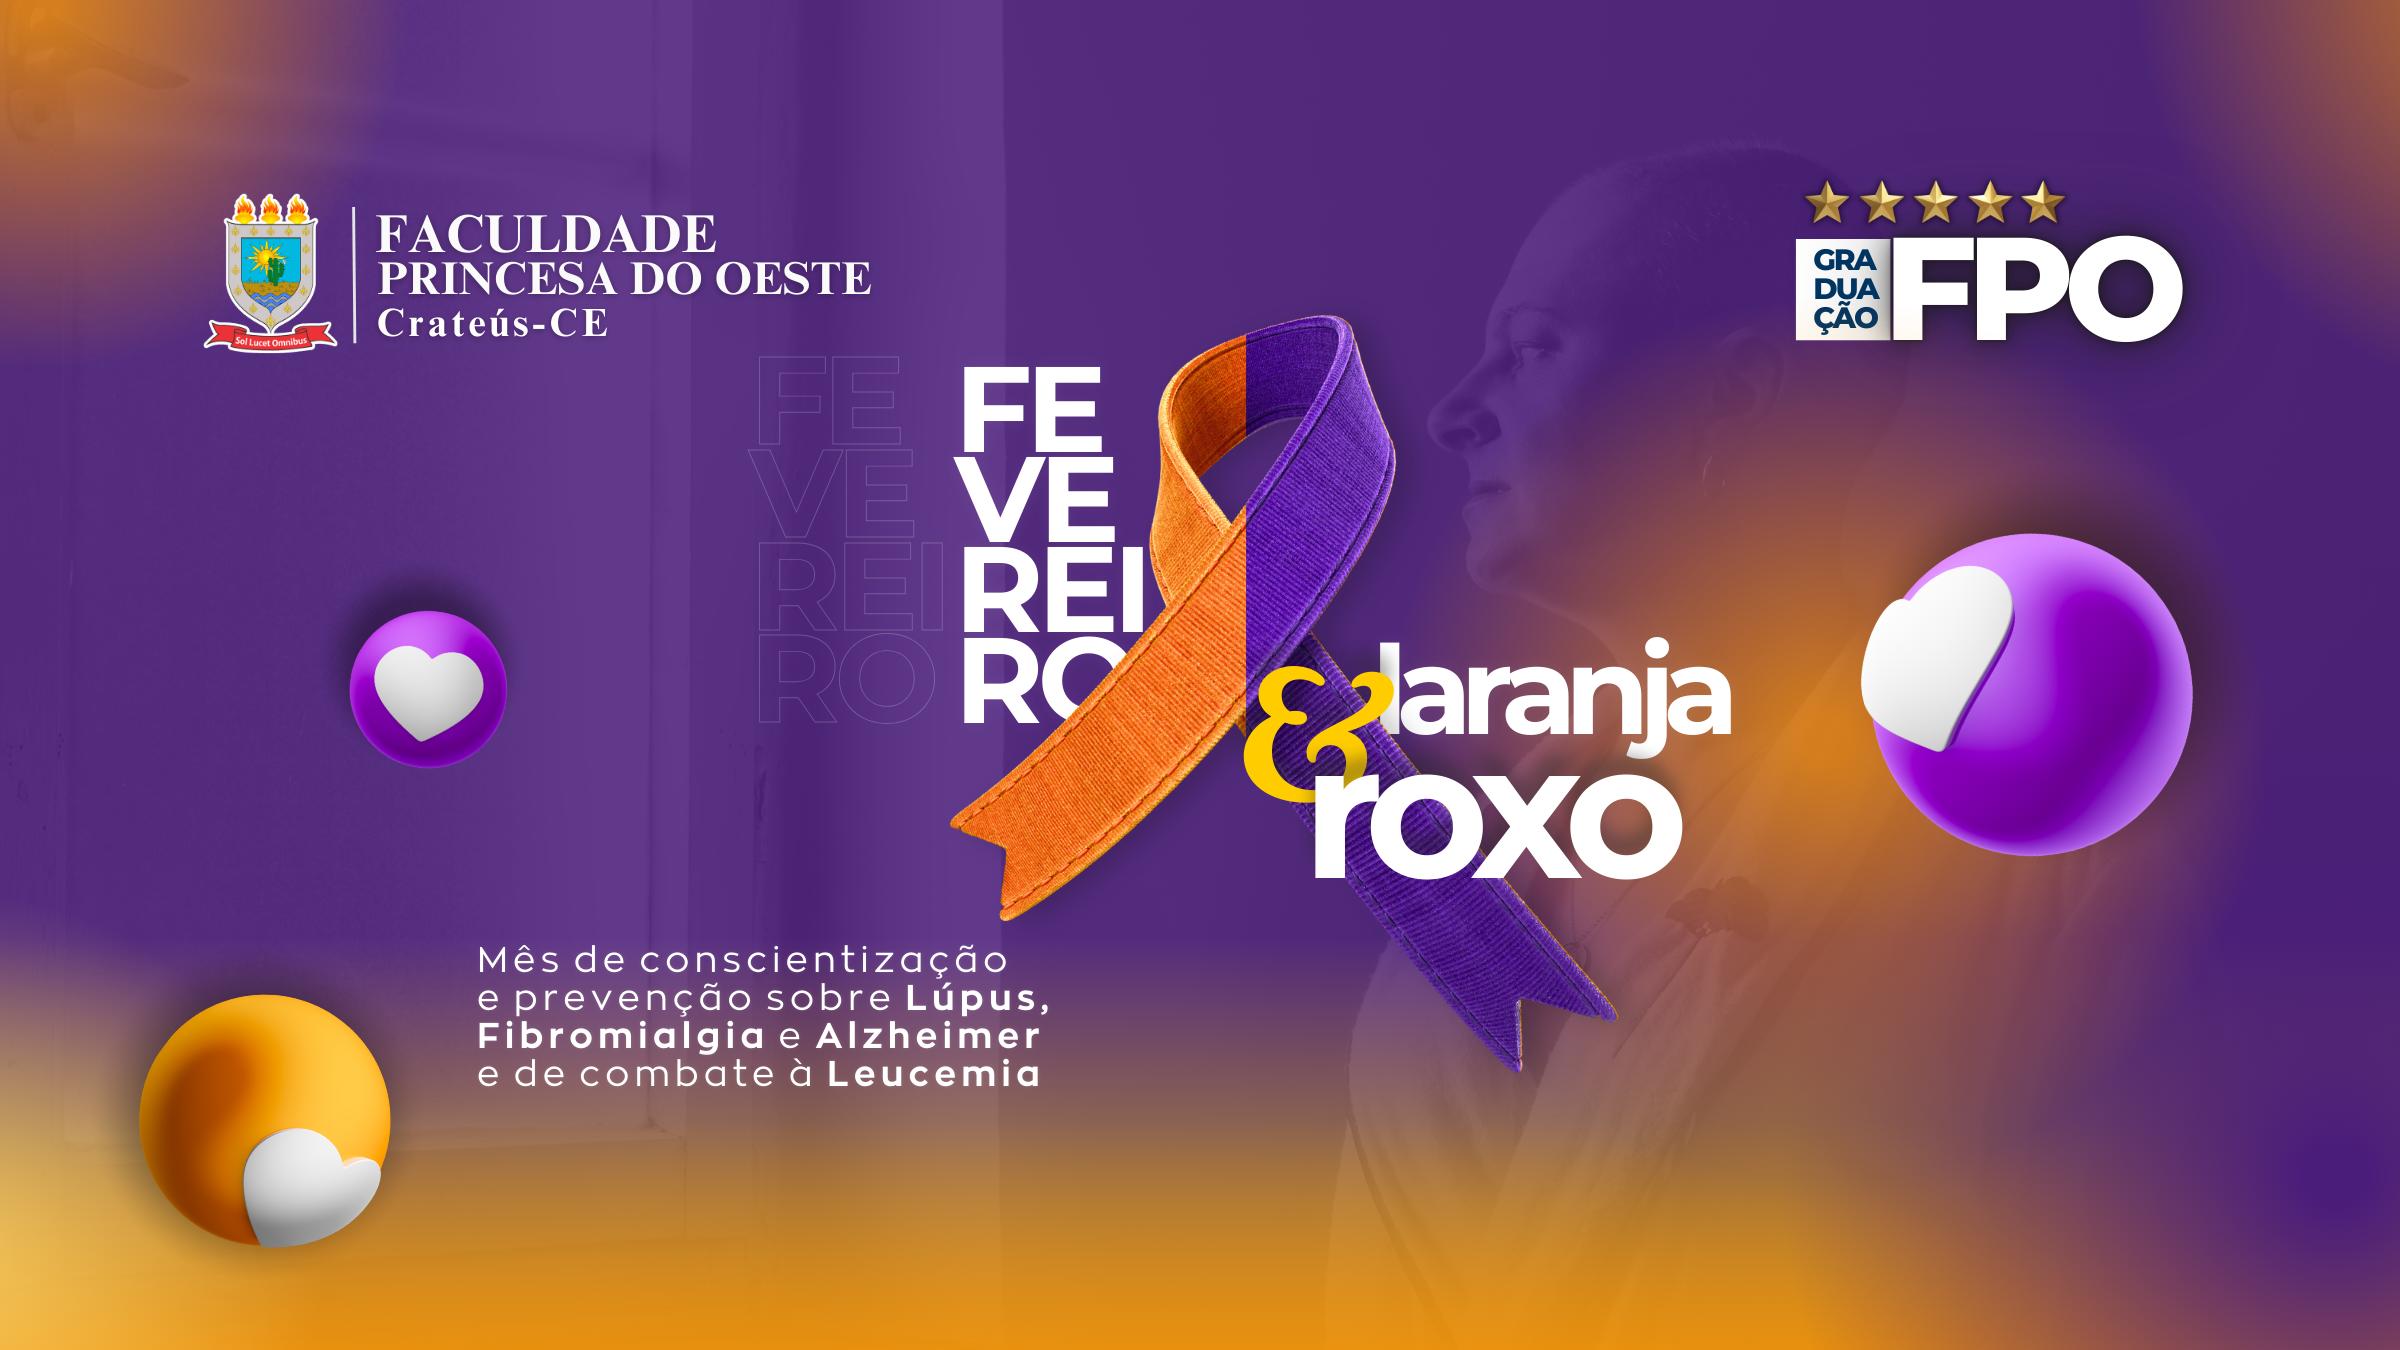 FACULDADE
PRINCESA DO OESTE
Crateús-CE
Sol Lucet Omnibus
GRA
DUA
ÇÃO
FPO
FE
VE
REI
RO
FE
VE
REI
RO
laranja
&
roxo
Mês de conscientização
e prevenção sobre Lúpus,
Fibromialgia e Alzheimer
e de combate à Leucemia